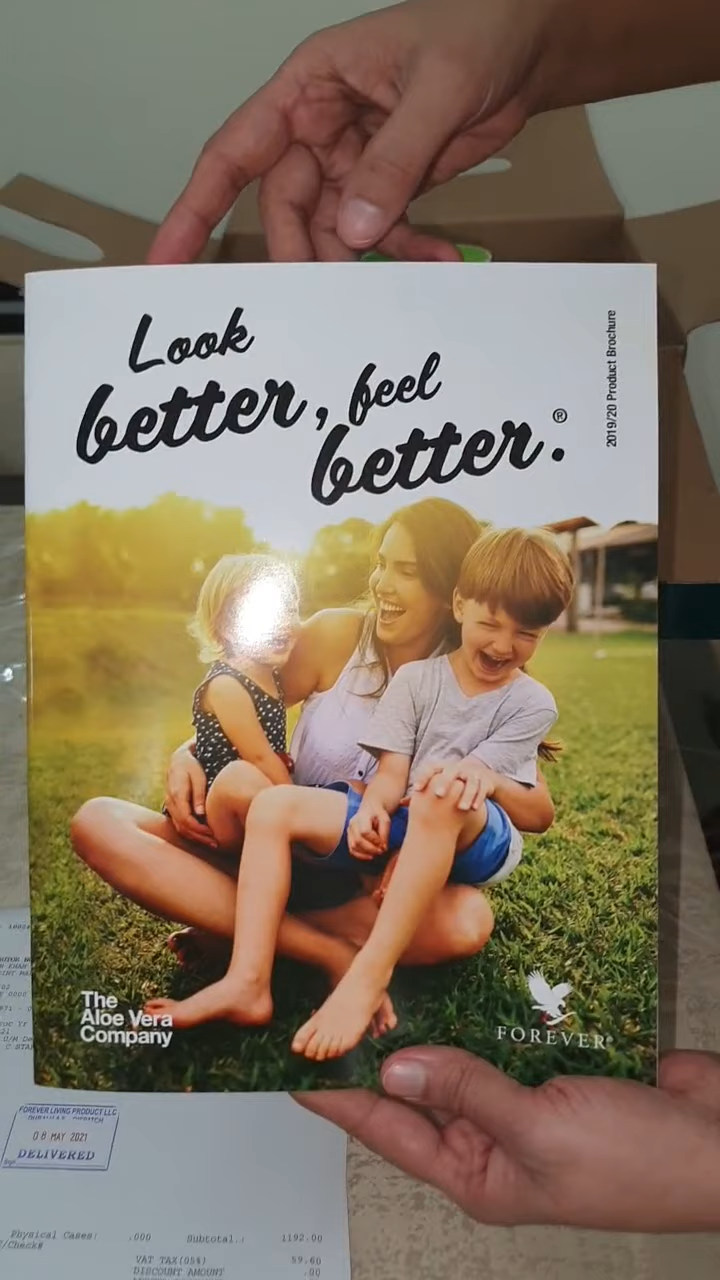 Look
better, feel
better.®
2019/20 Product Brochure
The
Aloe Vera
Company
FOREVER®
FOREVER LIVING PRODUCT LLC
08 MAY 2021
DELIVERED
Physical Cases: .000 Subtotal.: 1192.00
VAT TAX(05%) 59.60
DISCOUNT AMOUNT .00